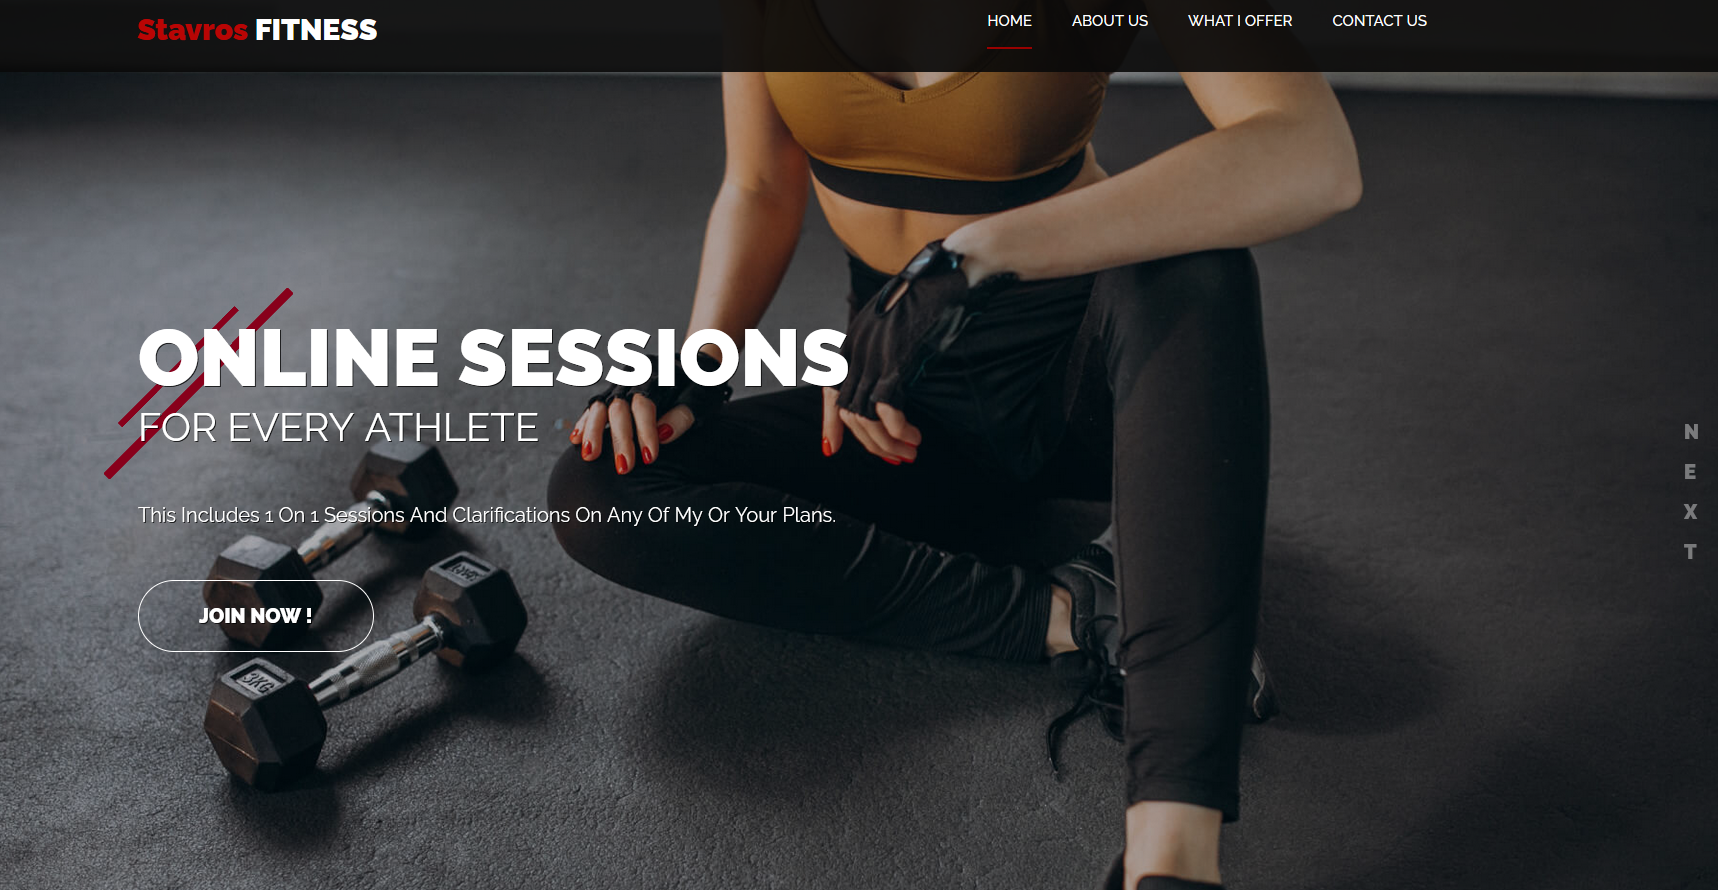 Stavros FITNESS
HOME ABOUT US WHAT I OFFER CONTACT US
ONLINE SESSIONS
FOR EVERY ATHLETE
This Includes 1 On 1 Sessions And Clarifications On Any Of My Or Your Plans.
JOIN NOW !
3KG
N
E
X
T